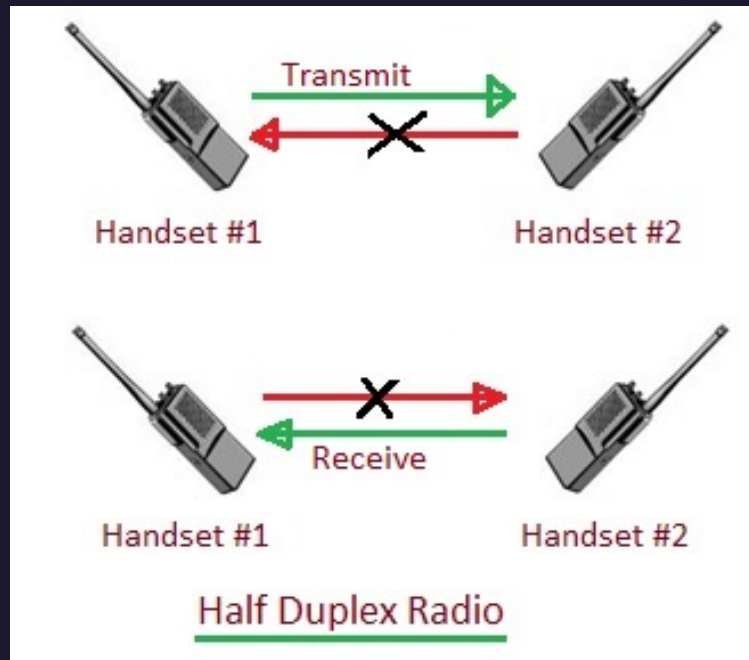 Transmit
Handset #1
Handset #2
Receive
Handset #1
Handset #2
Half Duplex Radio